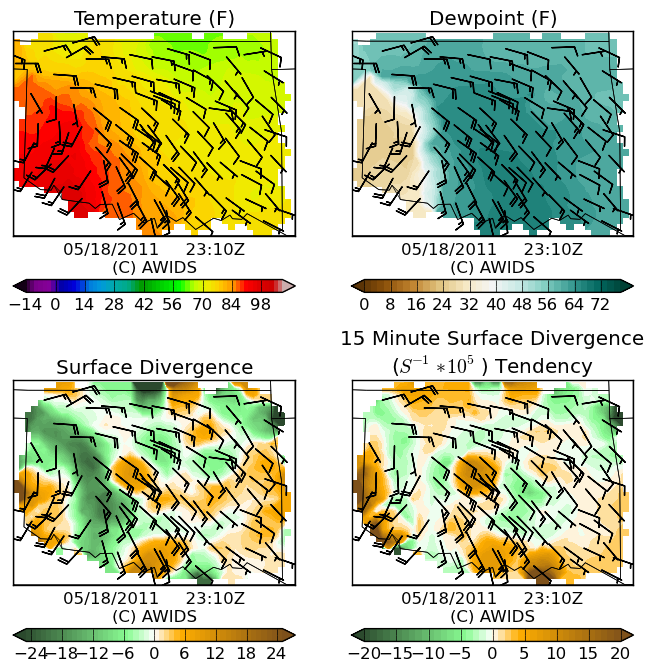 Temperature (F)
Dewpoint (F)
05/18/2011 23:10Z
(C) AWIDS
05/18/2011 23:10Z
(C) AWIDS
−14 0 14 28 42 56 70 84 98
0 8 16 24 32 40 48 56 64 72
Surface Divergence
15 Minute Surface Divergence
(S⁻¹ *10⁵ ) Tendency
05/18/2011 23:10Z
(C) AWIDS
05/18/2011 23:10Z
(C) AWIDS
−24 −18 −12 −6 0 6 12 18 24
−20 −15 −10 −5 0 5 10 15 20